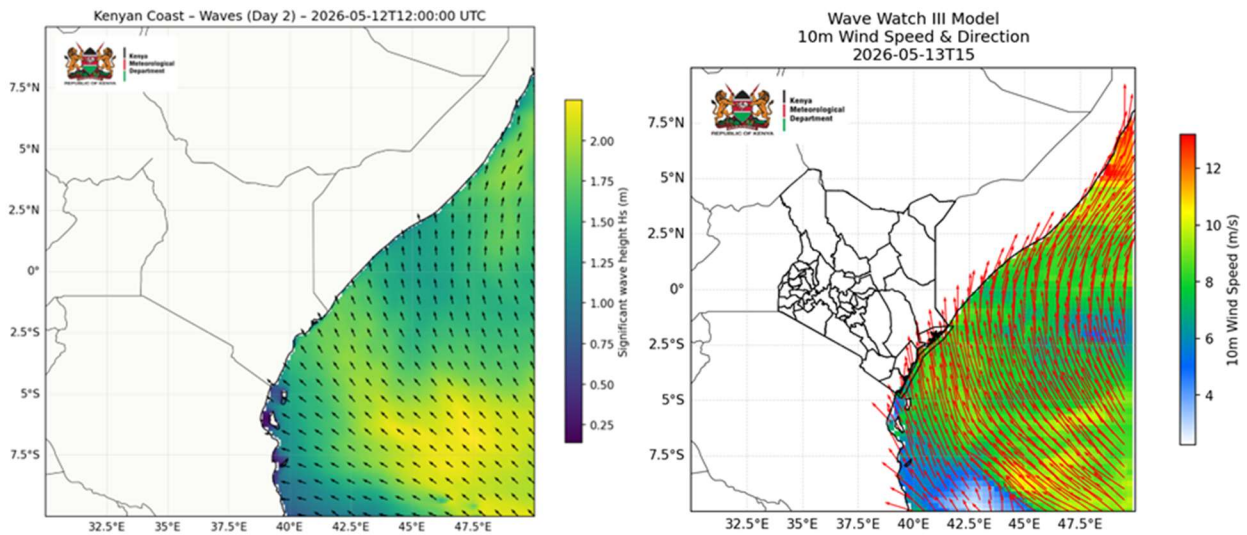 Kenyan Coast – Waves (Day 2) – 2026-05-12T12:00:00 UTC
Kenya
Meteorological
Department
REPUBLIC OF KENYA
7.5°N
5°N
2.5°N
0°
2.5°S
5°S
7.5°S
32.5°E 35°E 37.5°E 40°E 42.5°E 45°E 47.5°E
2.00
1.75
1.50
1.25
1.00
0.75
0.50
0.25
Significant wave height Hs (m)
Wave Watch III Model
10m Wind Speed & Direction
2026-05-13T15
Kenya
Meteorological
Department
REPUBLIC OF KENYA
7.5°N
5°N
2.5°N
0°
2.5°S
5°S
7.5°S
32.5°E 35°E 37.5°E 40°E 42.5°E 45°E 47.5°E
12
10
8
6
4
10m Wind Speed (m/s)